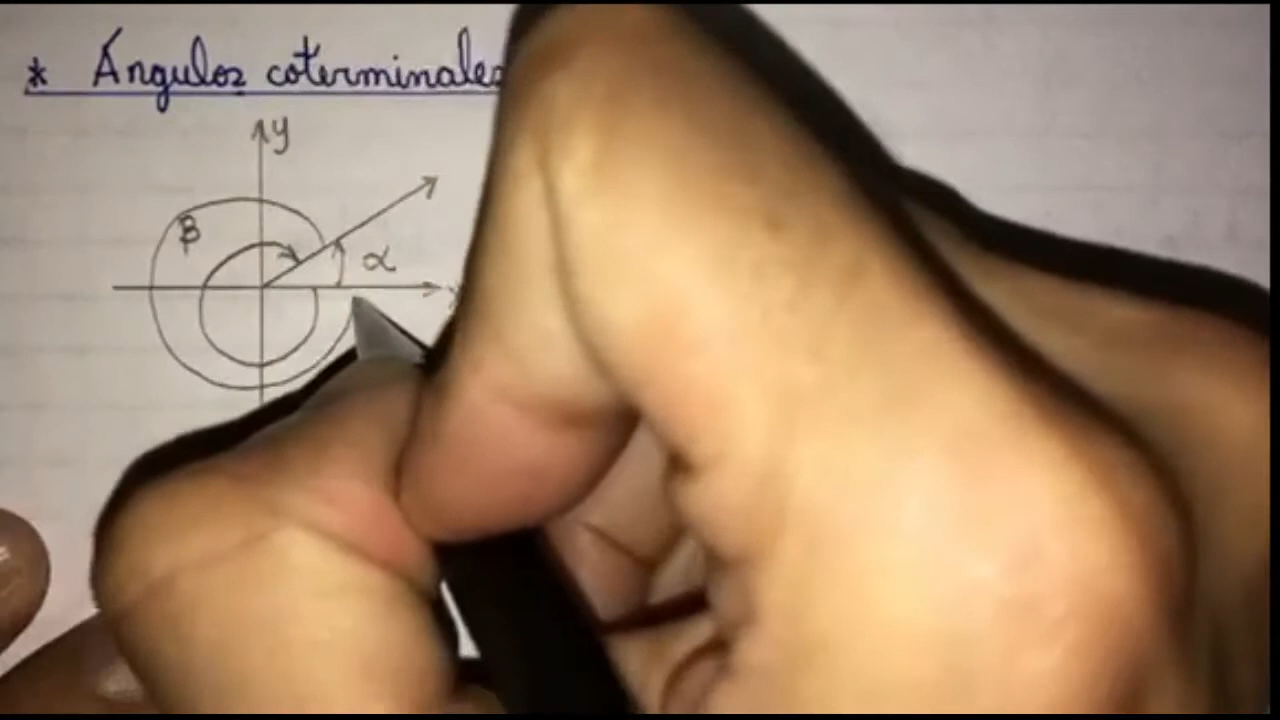 * Ángulos coterminales
y
β
α